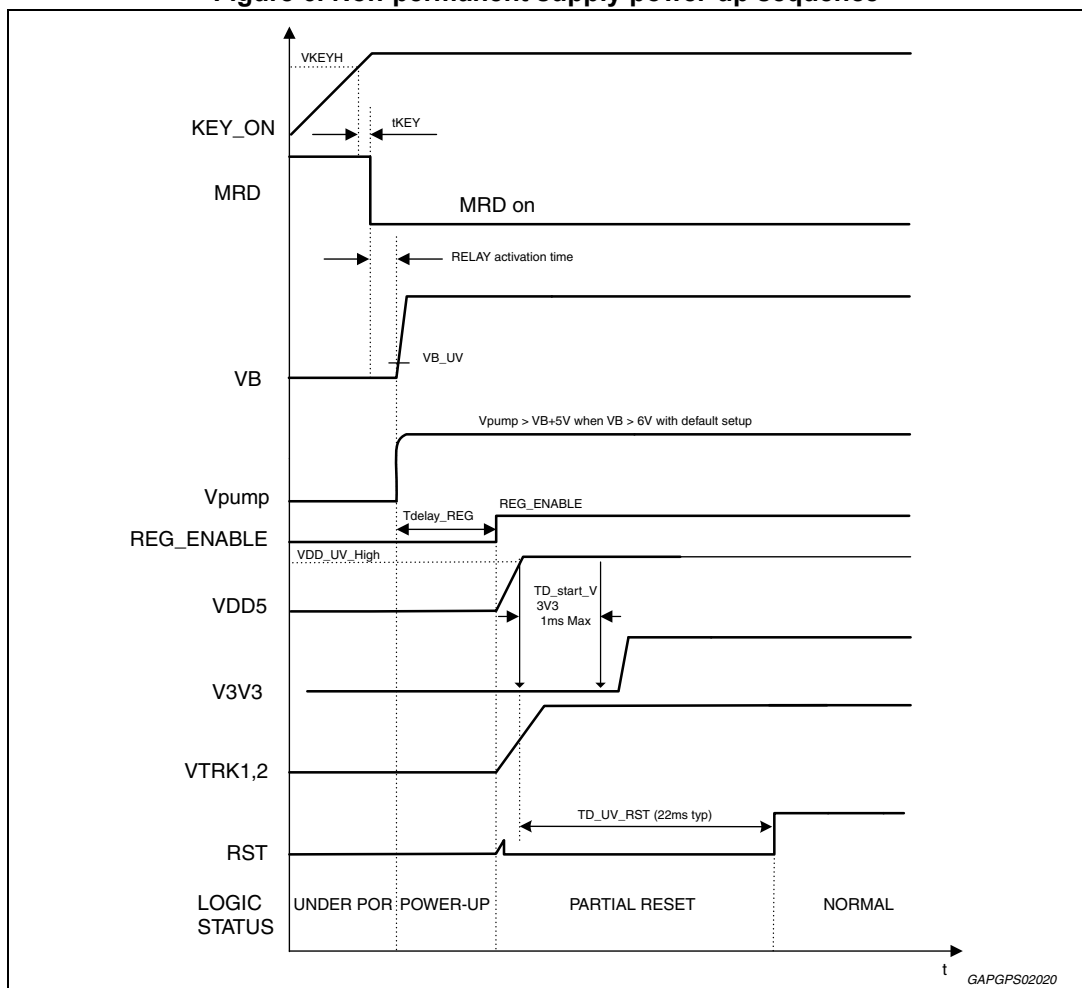 Figure Non permanent supply power-up sequence
VKEYH
KEY_ON
tKEY
MRD
MRD on
RELAY activation time
VB_UV
VB
Vpump > VB+5V when VB > 6V with default setup
Vpump
Tdelay_REG
REG_ENABLE
REG_ENABLE
VDD_UV_High
TD_start_V
3V3
1ms Max
VDD5
V3V3
VTRK1,2
TD_UV_RST (22ms typ)
RST
LOGIC
STATUS
UNDER POR
POWER-UP
PARTIAL RESET
NORMAL
t
GAPGPS02020